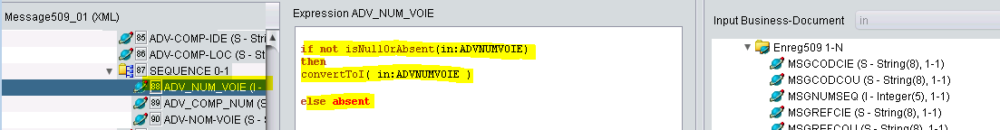 Message509_01 (XML)
85 ADV-COMP-IDE (S - Stri
86 ADV-COMP-LOC (S - St
87 SEQUENCE 0-1
88 ADV_NUM_VOIE (I -
89 ADV_COMP_NUM (S
90 ADV-NOM-VOIE (S - S
Expression ADV_NUM_VOIE
if not isNullOrAbsent(in:ADVNUMVOIE)
then
convertToI( in:ADVNUMVOIE )
else absent
Input Business-Document in
Enreg509 1-N
MSGCODCIE (S - String(8), 1-1)
MSGCODCOU (S - String(8), 1-1)
MSGNUMSEQ (I - Integer(5), 1-1)
MSGREFCIE (S - String(8), 1-1)
MSGREFCOU (S - String(8), 1-1)